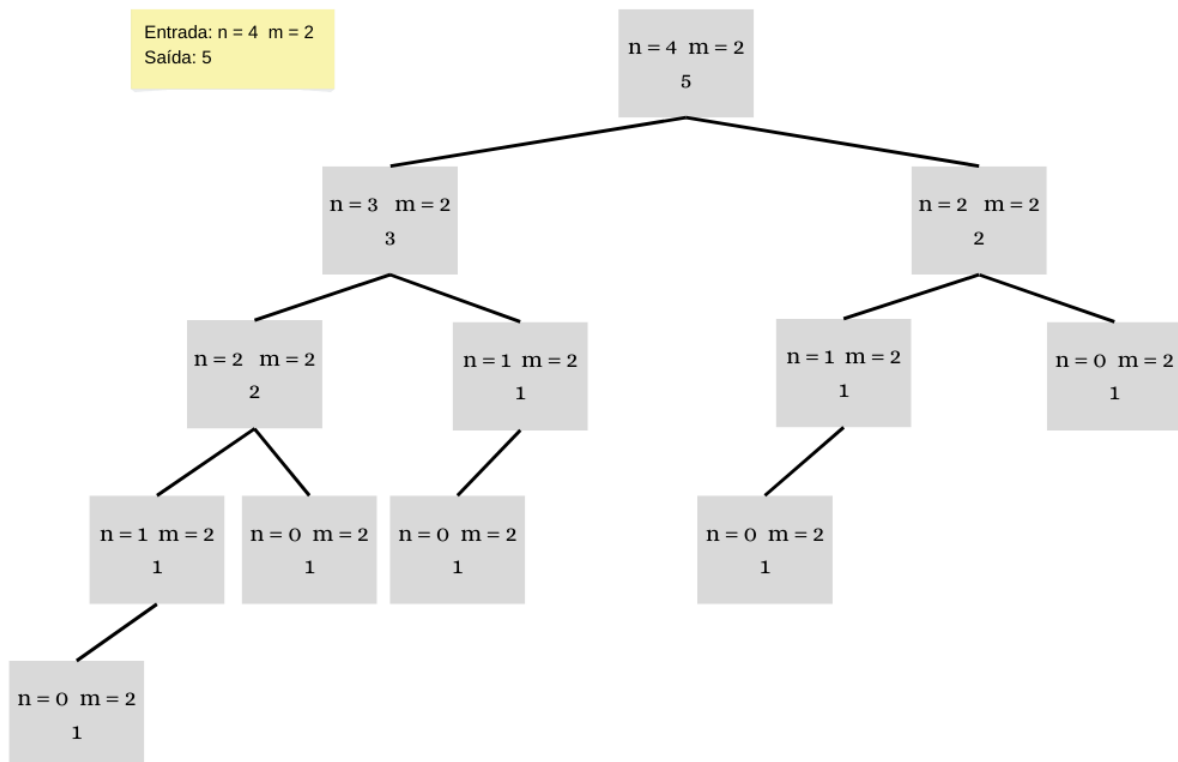 Entrada: n = 4 m = 2
Saída: 5
n = 4 m = 2
5
n = 3 m = 2
3
n = 2 m = 2
2
n = 2 m = 2
2
n = 1 m = 2
1
n = 1 m = 2
1
n = 0 m = 2
1
n = 1 m = 2
1
n = 0 m = 2
1
n = 0 m = 2
1
n = 0 m = 2
1
n = 0 m = 2
1